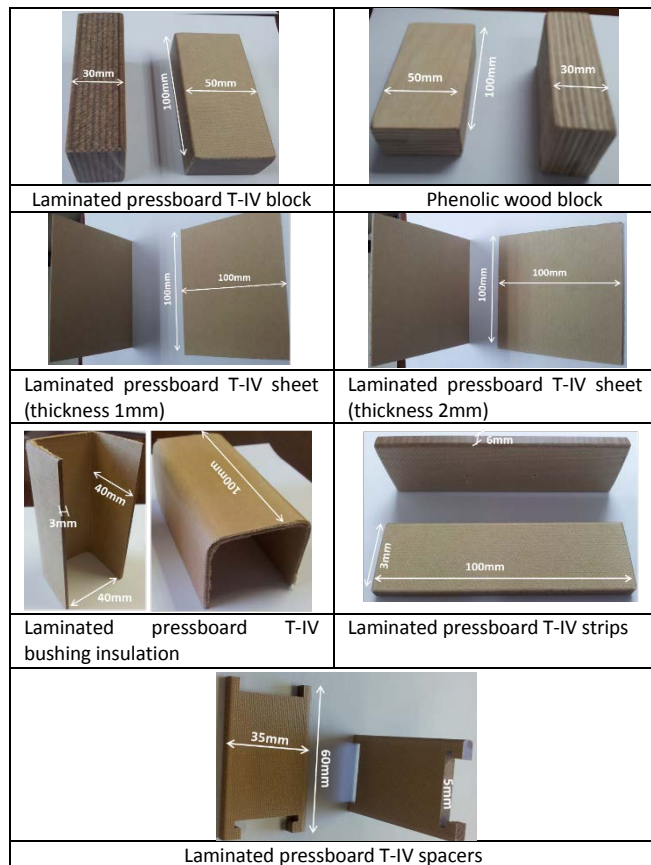 30mm
100mm
50mm
50mm
100mm
30mm
Laminated pressboard T-IV block
Phenolic wood block
100mm
100mm
100mm
100mm
Laminated pressboard T-IV sheet
(thickness 1mm)
Laminated pressboard T-IV sheet
(thickness 2mm)
40mm
3mm
40mm
100mm
6mm
3mm
100mm
Laminated pressboard T-IV
bushing insulation
Laminated pressboard T-IV strips
35mm
60mm
5mm
Laminated pressboard T-IV spacers